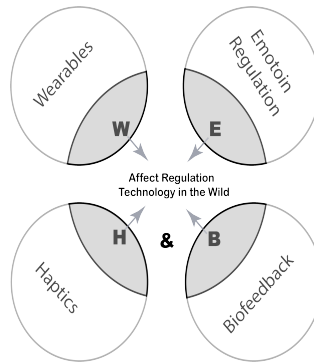 Wearables
Emotoin
Regulation
W
E
Affect Regulation
Technology in the Wild
H
&
B
Haptics
Biofeedback